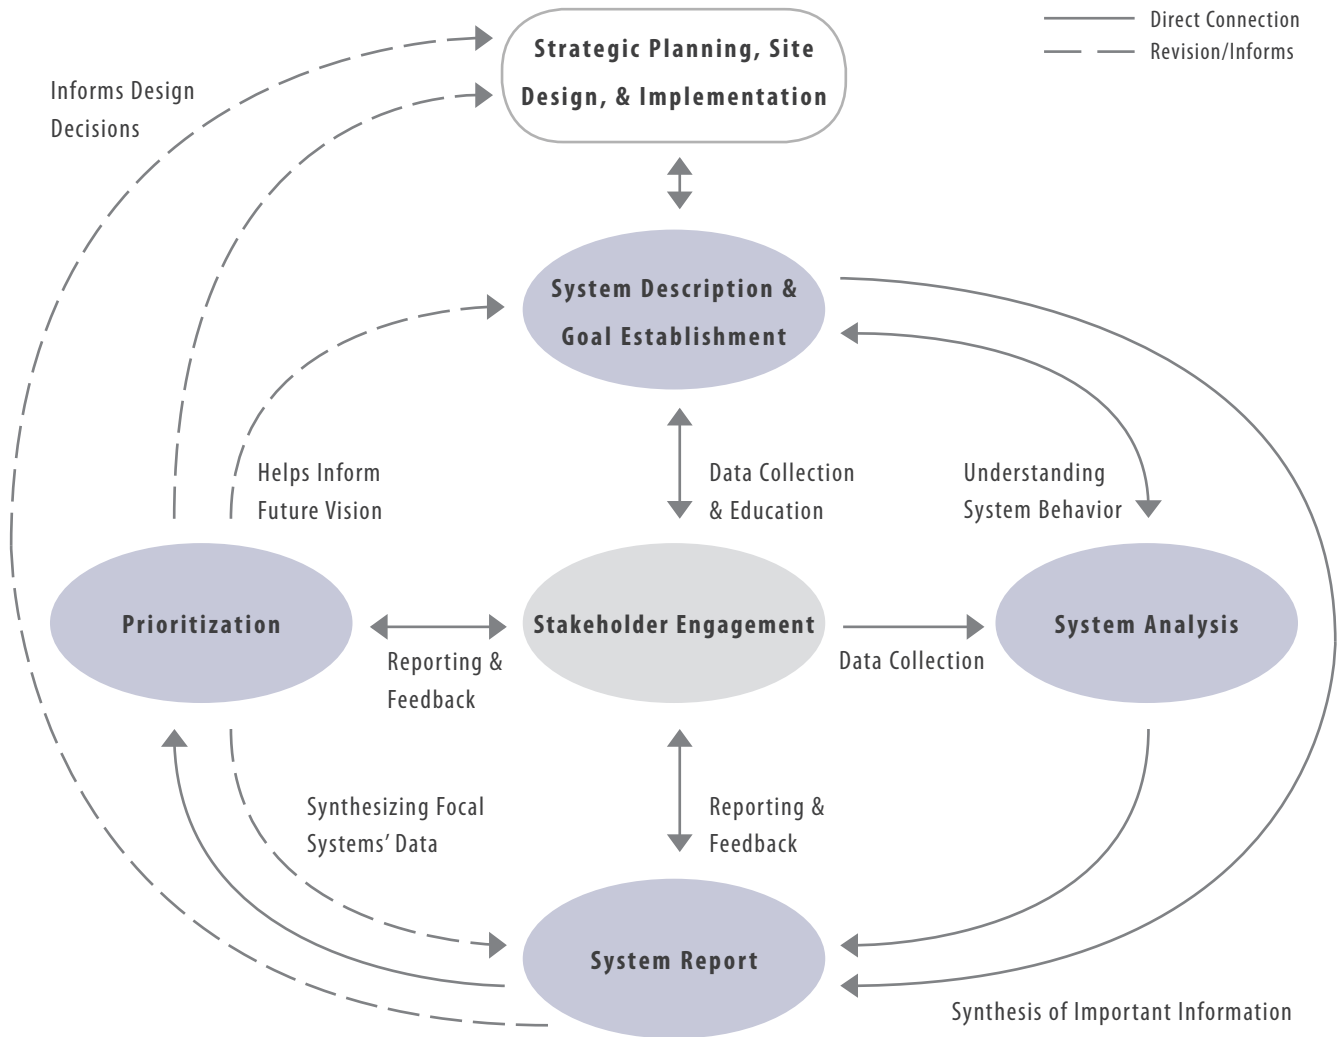 Strategic Planning, Site
Design, & Implementation
Direct Connection
Revision/Informs
Informs Design
Decisions
System Description &
Goal Establishment
Helps Inform
Future Vision
Data Collection
& Education
Understanding
System Behavior
Prioritization
Stakeholder Engagement
System Analysis
Reporting &
Feedback
Data Collection
Synthesizing Focal
Systems’ Data
Reporting &
Feedback
System Report
Synthesis of Important Information